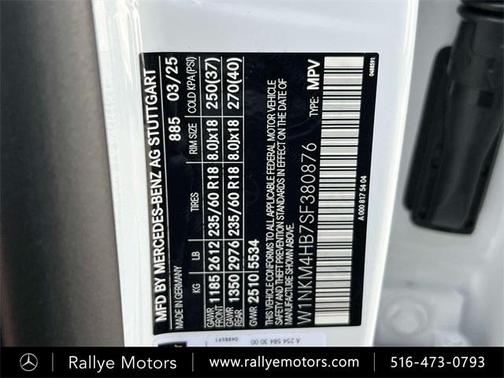 MFD BY MERCEDES-BENZ AG STUTTGART
885 03/25
KG LB TIRES RIM SIZE COLD KPA(PSI)
GAWR FRONT 1185 2612 235/60 R18 8.0Jx18 250(37)
GAWR REAR 1350 2976 235/60 R18 8.0Jx18 270(40)
GVWR 2510 5534
THIS VEHICLE CONFORMS TO ALL APPLICABLE FEDERAL MOTOR VEHICLE
SAFETY AND THEFT PREVENTION STANDARDS IN EFFECT ON THE DATE OF
MANUFACTURE SHOWN ABOVE.
W1NKM4HB7SF380876 TYPE: MPV
A 000 817 54 04
A 254 584 30 00
Rallye Motors
www.rallyemotors.com
516-473-0793